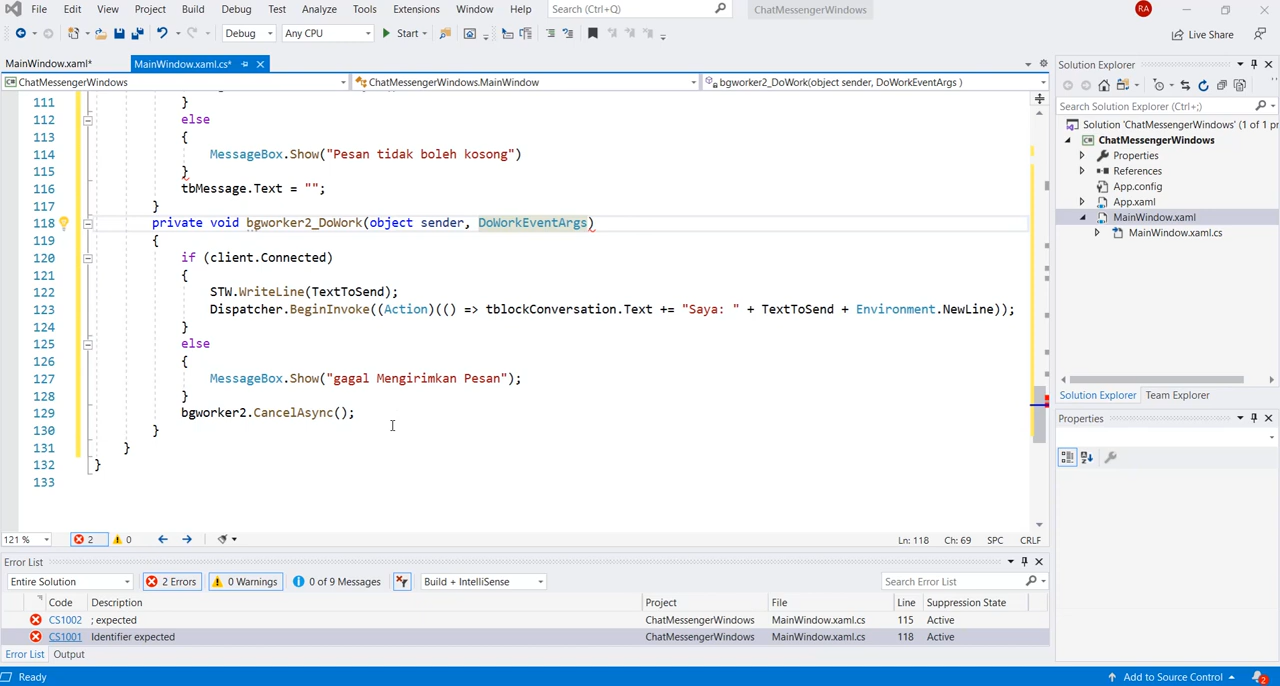 File Edit View Project Build Debug Test Analyze Tools Extensions Window Help Search (Ctrl+Q) ChatMessengerWindows RA
Debug Any CPU Start Live Share
MainWindow.xaml* MainWindow.xaml.cs*
ChatMessengerWindows ChatMessengerWindows.MainWindow bgworker2_DoWork(object sender, DoWorkEventArgs )
111 }
112 else
113 {
114 MessageBox.Show("Pesan tidak boleh kosong")
115 }
116 tbMessage.Text = "";
117 }
118 private void bgworker2_DoWork(object sender, DoWorkEventArgs)
119 {
120 if (client.Connected)
121 {
122 STW.WriteLine(TextToSend);
123 Dispatcher.BeginInvoke((Action)(() => tblockConversation.Text += "Saya: " + TextToSend + Environment.NewLine));
124 }
125 else
126 {
127 MessageBox.Show("gagal Mengirimkan Pesan");
128 }
129 bgworker2.CancelAsync();
130 }
131 }
132 }
133
121 % 2 0 Ln: 118 Ch: 69 SPC CRLF
Error List
Entire Solution 2 Errors 0 Warnings 0 of 9 Messages Build + IntelliSense Search Error List
Code Description Project File Line Suppression State
CS1002 ; expected ChatMessengerWindows MainWindow.xaml.cs 115 Active
CS1001 Identifier expected ChatMessengerWindows MainWindow.xaml.cs 118 Active
Error List Output
Solution Explorer
Search Solution Explorer (Ctrl+;)
Solution 'ChatMessengerWindows' (1 of 1 p
ChatMessengerWindows
Properties
References
App.config
App.xaml
MainWindow.xaml
MainWindow.xaml.cs
Solution Explorer Team Explorer
Properties
Ready Add to Source Control 2